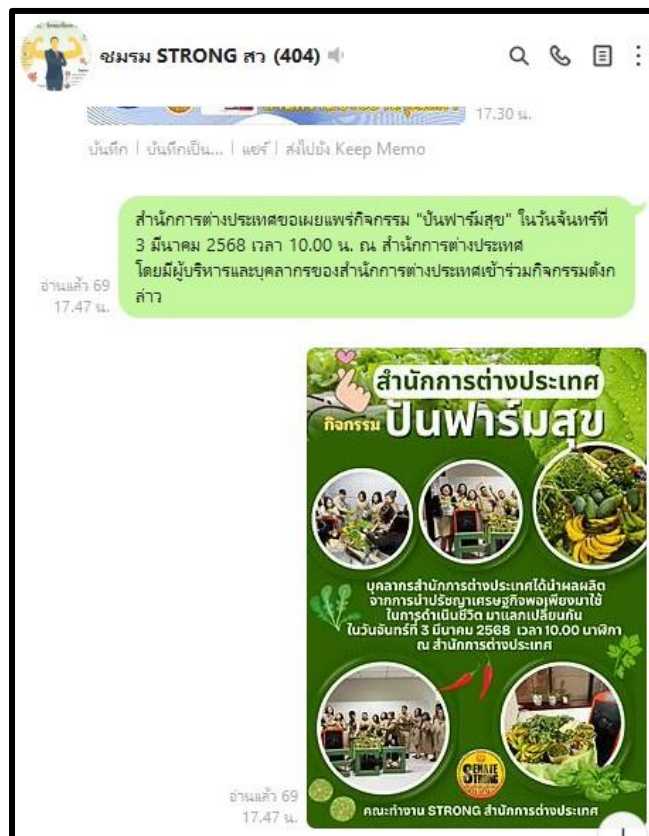 ชมรม STRONG สว (404)
17.30 น.
บันทึก | บันทึกเป็น... | แชร์ | ส่งไปยัง Keep Memo
สำนักการต่างประเทศขอเผยแพร่กิจกรรม "ปันฟาร์มสุข" ในวันจันทร์ที่
3 มีนาคม 2568 เวลา 10.00 น. ณ สำนักการต่างประเทศ
โดยมีผู้บริหารและบุคลากรของสำนักการต่างประเทศเข้าร่วมกิจกรรมดังก
ล่าว
อ่านแล้ว 69
17.47 น.
สำนักการต่างประเทศ
กิจกรรม ปันฟาร์มสุข
บุคลากรสำนักการต่างประเทศได้นำผลผลิต
จากการนำปรัชญาเศรษฐกิจพอเพียงมาใช้
ในการดำเนินชีวิต มาแลกเปลี่ยนกัน
ในวันจันทร์ที่ 3 มีนาคม 2568 เวลา 10.00 นาฬิกา
ณ สำนักการต่างประเทศ
SENATE
STRONG
คณะทำงาน STRONG สำนักการต่างประเทศ
อ่านแล้ว 69
17.47 น.